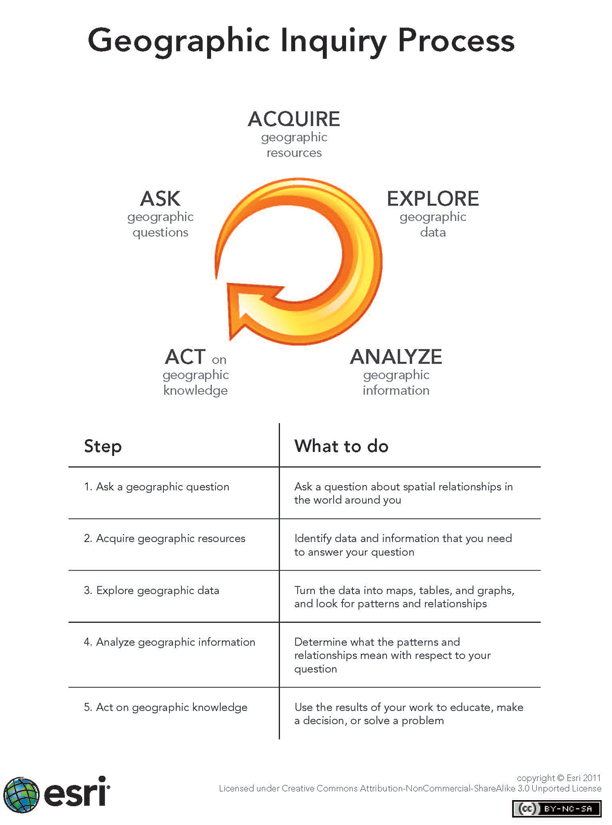 Geographic Inquiry Process
ACQUIRE
geographic
resources
ASK
geographic
questions
EXPLORE
geographic
data
ACT on
geographic
knowledge
ANALYZE
geographic
information
Step
What to do
1. Ask a geographic question
Ask a question about spatial relationships in
the world around you
2. Acquire geographic resources
Identify data and information that you need
to answer your question
3. Explore geographic data
Turn the data into maps, tables, and graphs,
and look for patterns and relationships
4. Analyze geographic information
Determine what the patterns and
relationships mean with respect to your
question
5. Act on geographic knowledge
Use the results of your work to educate, make
a decision, or solve a problem
esri
copyright © Esri 2011
Licensed under Creative Commons Attribution-NonCommercial-ShareAlike 3.0 Unported License
(cc) BY-NC-SA